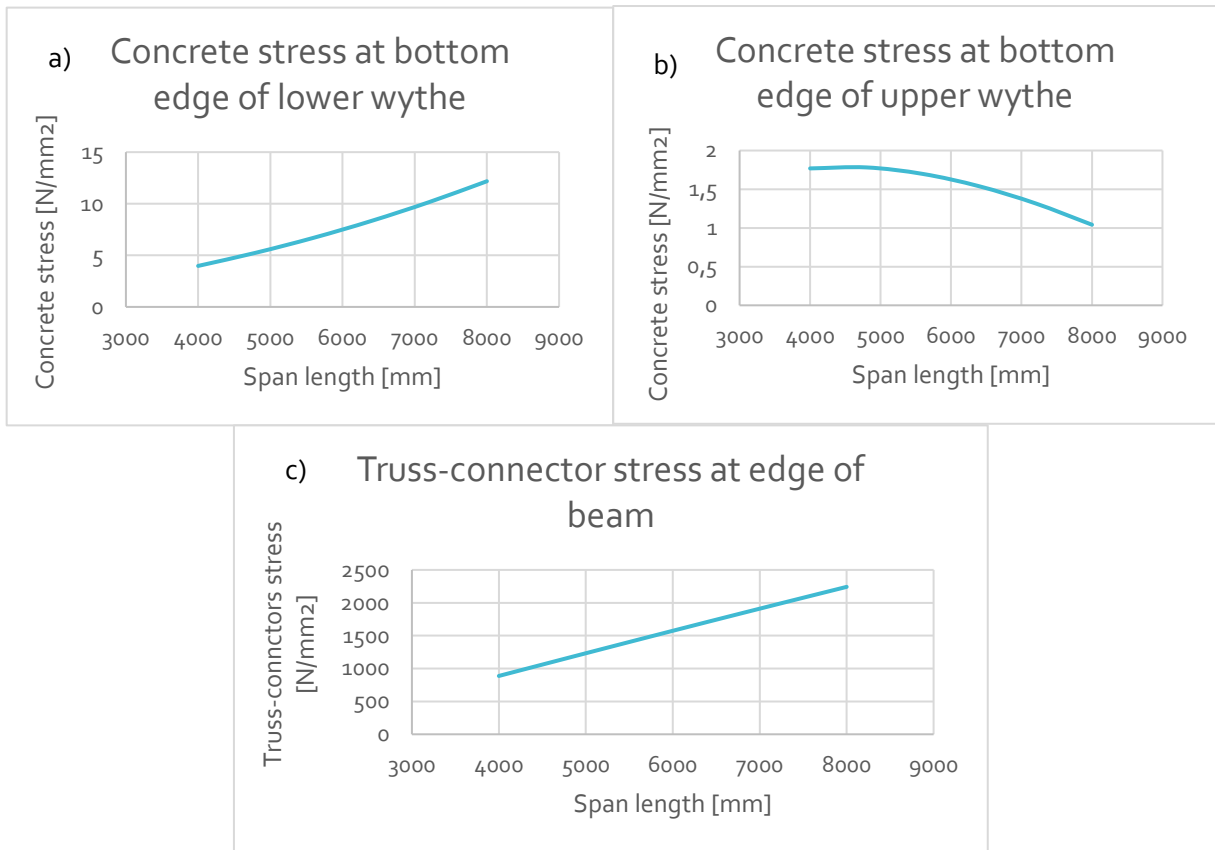 a) Concrete stress at bottom
edge of lower wythe
Concrete stress [N/mm2]
15
10
5
0
3000 4000 5000 6000 7000 8000 9000
Span length [mm]
b) Concrete stress at bottom
edge of upper wythe
Concrete stress [N/mm2]
2
1,5
1
0,5
0
3000 4000 5000 6000 7000 8000 9000
Span length [mm]
c) Truss-connector stress at edge of
beam
Truss-connctors stress
[N/mm2]
2500
2000
1500
1000
500
0
3000 4000 5000 6000 7000 8000 9000
Span length [mm]